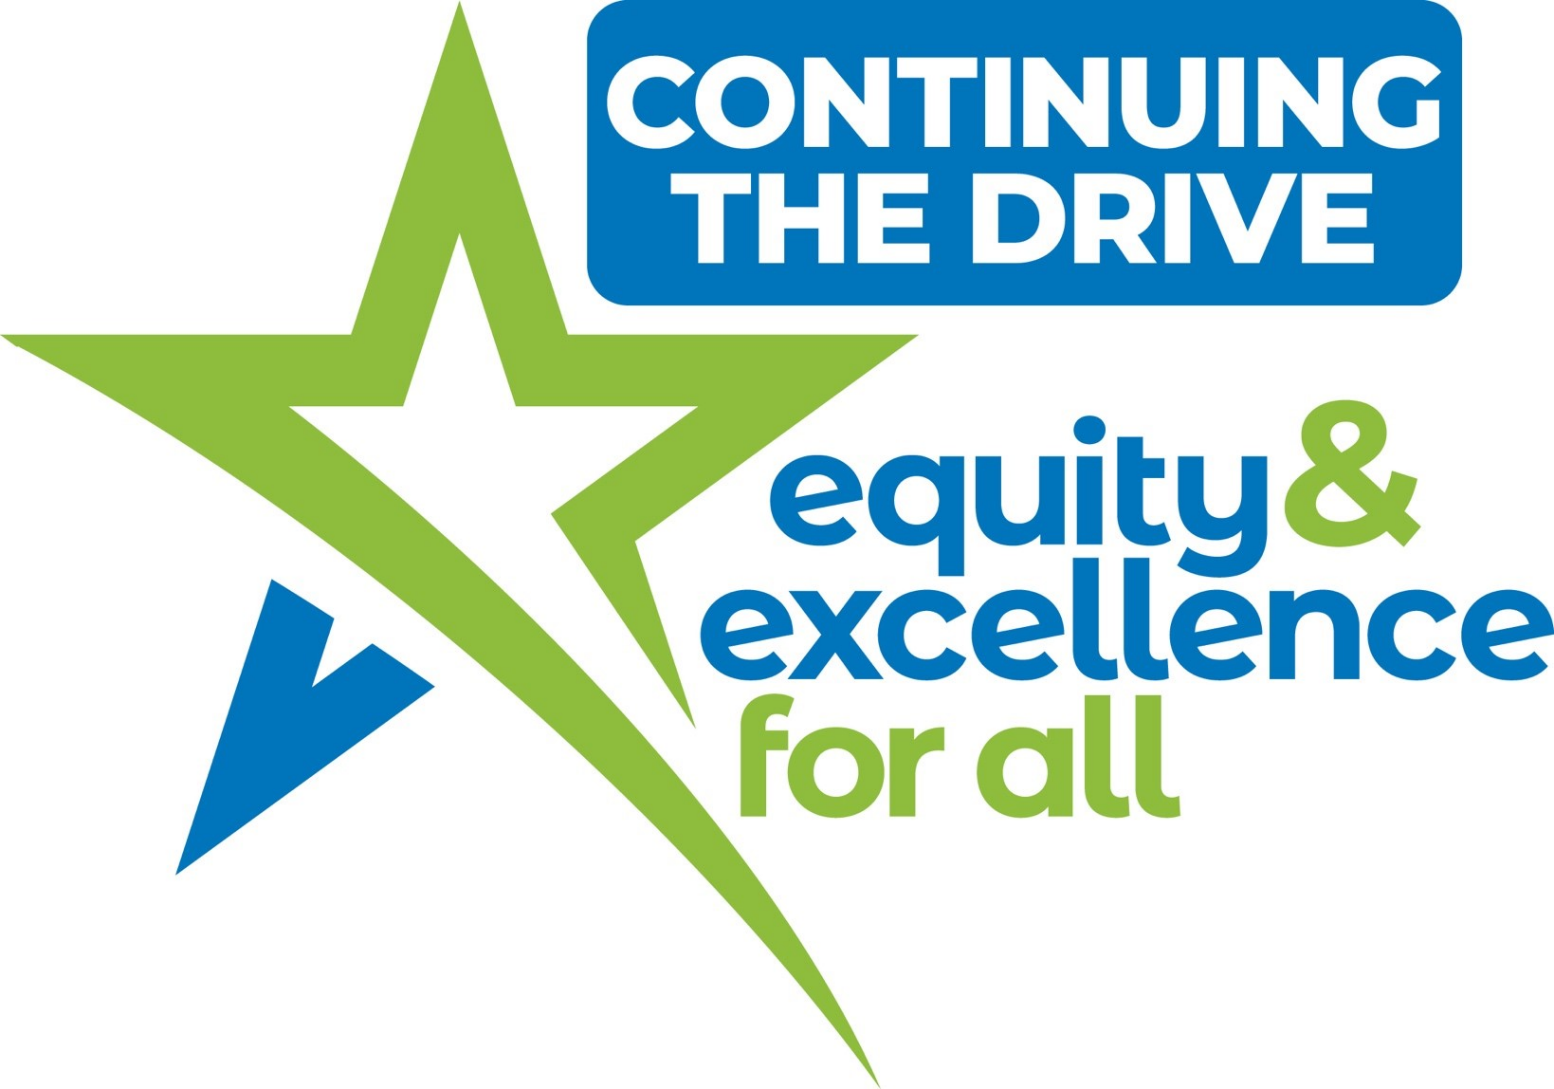 CONTINUING
THE DRIVE
equity&
excellence
for all